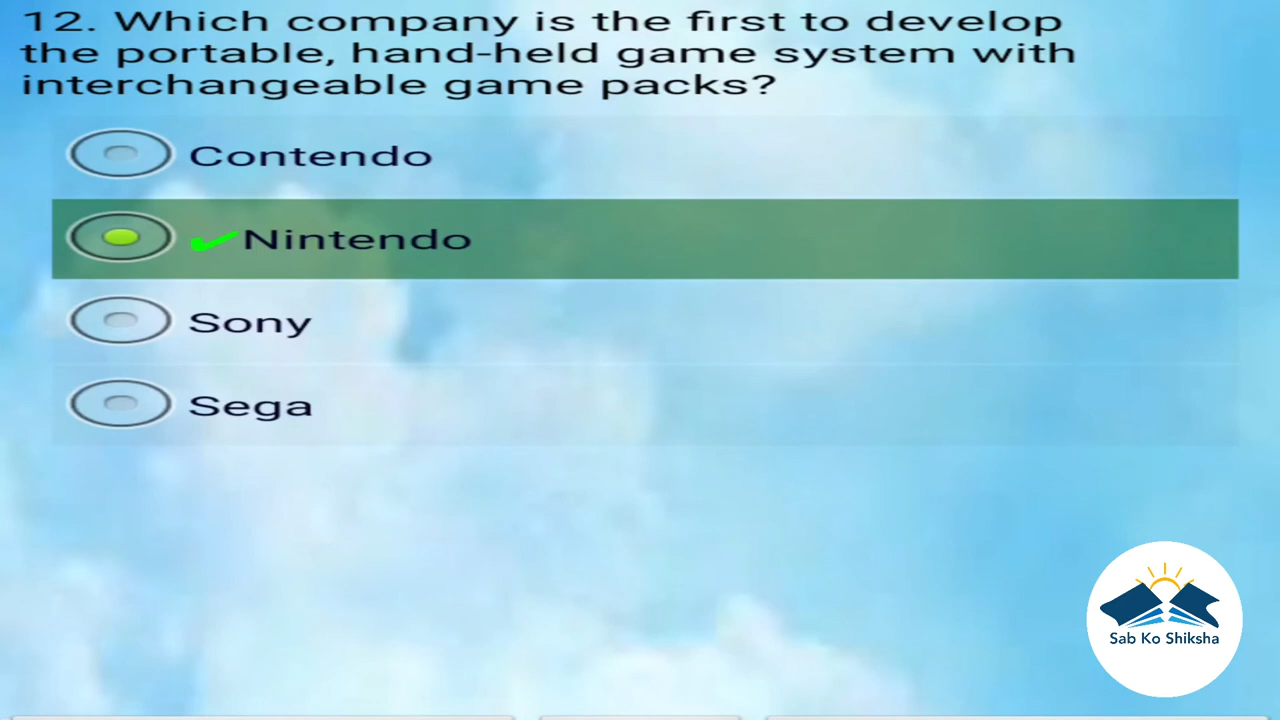 12. Which company is the first to develop
the portable, hand-held game system with
interchangeable game packs?
Contendo
✔Nintendo
Sony
Sega
Sab Ko Shiksha